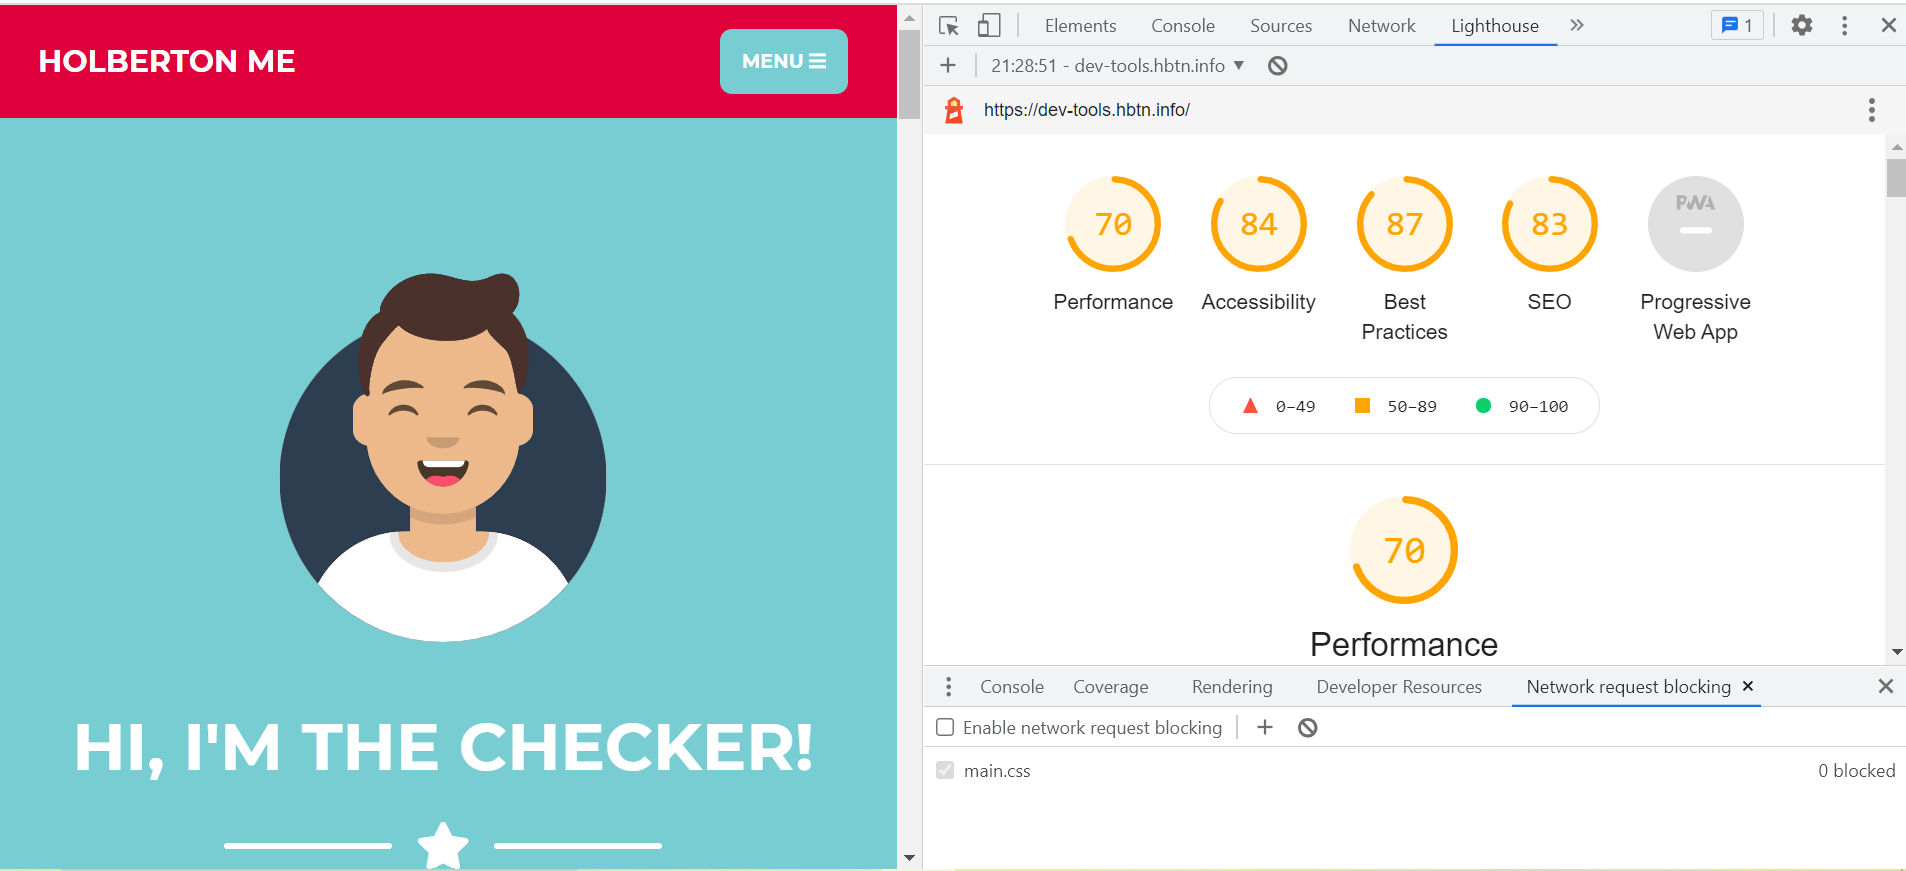 HOLBERTON ME
MENU
HI, I'M THE CHECKER!
Elements Console Sources Network Lighthouse 1
21:28:51 - dev-tools.hbtn.info
https://dev-tools.hbtn.info/
70 84 87 83 PWA
Performance Accessibility Best Practices SEO Progressive Web App
0–49 50–89 90–100
70
Performance
Console Coverage Rendering Developer Resources Network request blocking
Enable network request blocking
main.css 0 blocked